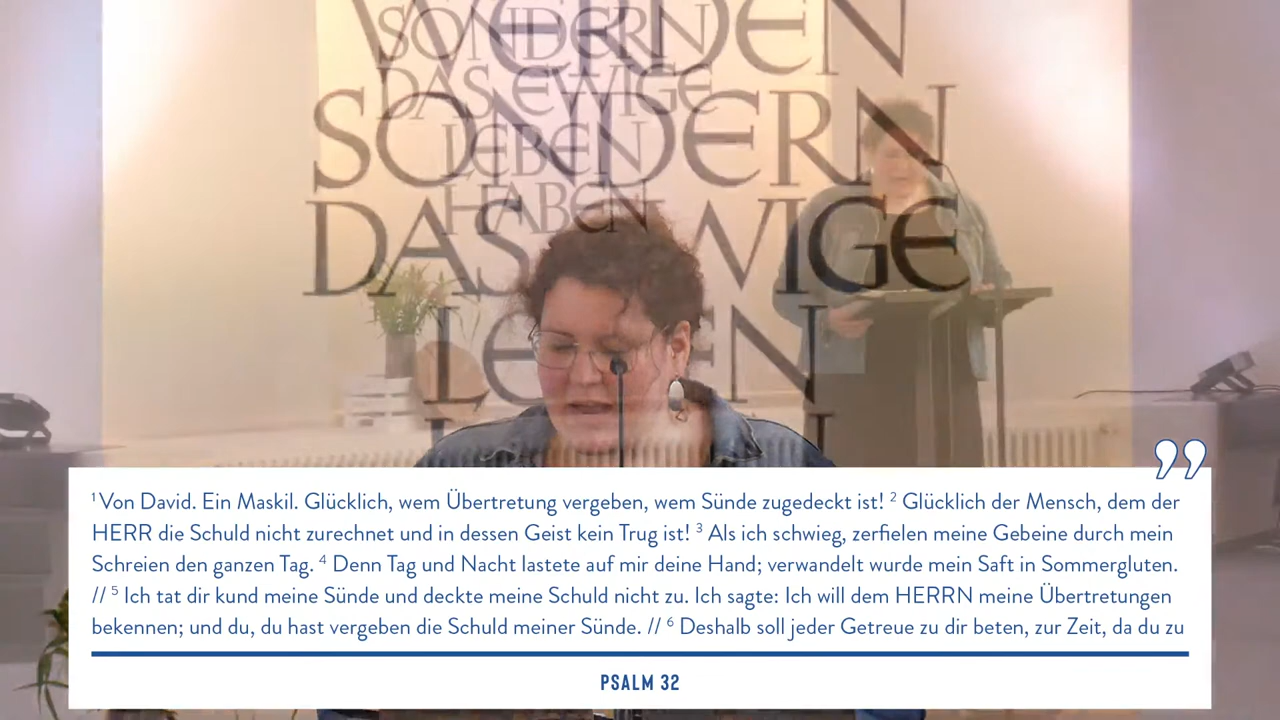 WERDEN
SONDERN
DAS EWIGE
LEBEN
HABEN
SONDERN
DAS EWIGE
”
¹ Von David. Ein Maskil. Glücklich, wem Übertretung vergeben, wem Sünde zugedeckt ist! ² Glücklich der Mensch, dem der
HERR die Schuld nicht zurechnet und in dessen Geist kein Trug ist! ³ Als ich schwieg, zerfielen meine Gebeine durch mein
Schreien den ganzen Tag. ⁴ Denn Tag und Nacht lastete auf mir deine Hand; verwandelt wurde mein Saft in Sommergluten.
// ⁵ Ich tat dir kund meine Sünde und deckte meine Schuld nicht zu. Ich sagte: Ich will dem HERRN meine Übertretungen
bekennen; und du, du hast vergeben die Schuld meiner Sünde. // ⁶ Deshalb soll jeder Getreue zu dir beten, zur Zeit, da du zu
PSALM 32